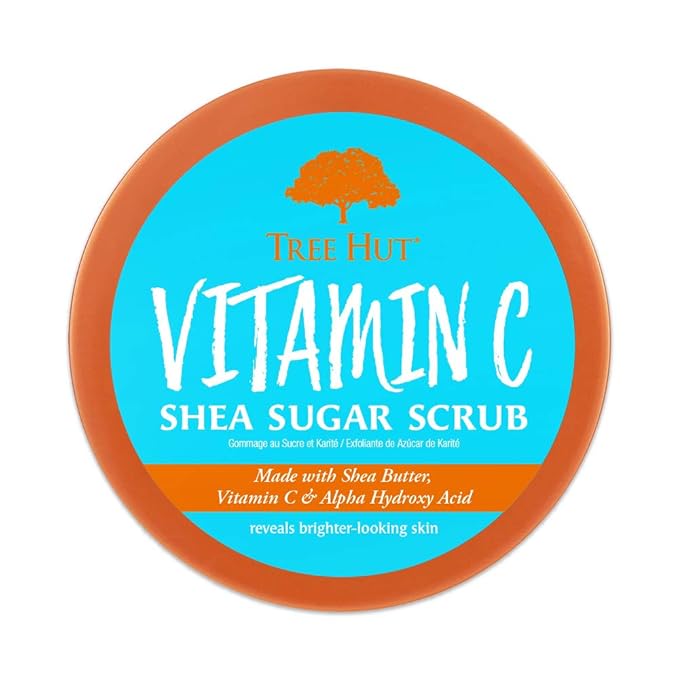 TREE HUT®
VITAMIN C
SHEA SUGAR SCRUB
Gommage au Sucre et Karité / Exfoliante de Azúcar de Karité
Made with Shea Butter,
Vitamin C & Alpha Hydroxy Acid
reveals brighter-looking skin